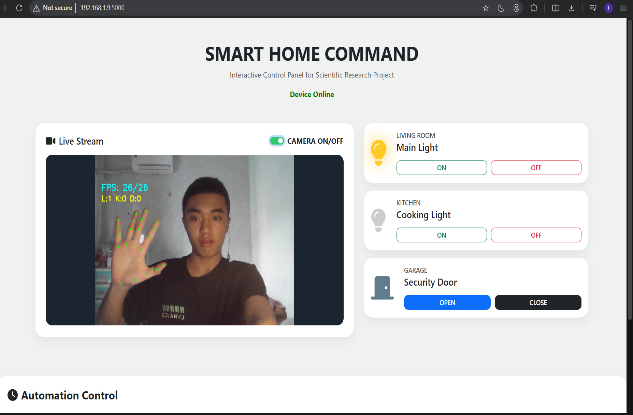 Not secure
192.168.1.9:5000
SMART HOME COMMAND
Interactive Control Panel for Scientific Research Project
Device Online
Live Stream
CAMERA ON/OFF
FPS: 26/28
L:1 K:0 D:0
LIVING ROOM
Main Light
ON
OFF
KITCHEN
Cooking Light
ON
OFF
GARAGE
Security Door
OPEN
CLOSE
Automation Control